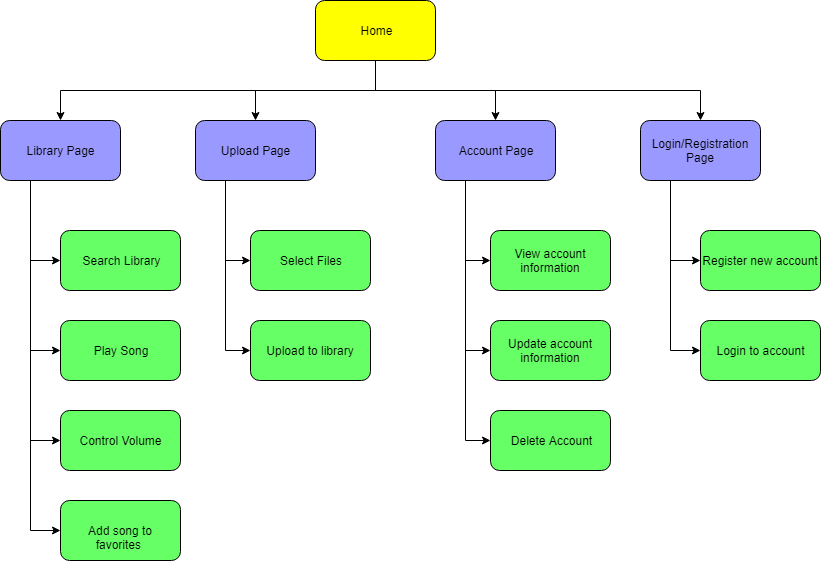 Home
Library Page
Upload Page
Account Page
Login/Registration
Page
Search Library
Select Files
View account
information
Register new account
Play Song
Upload to library
Update account
information
Login to account
Control Volume
Delete Account
Add song to
favorites